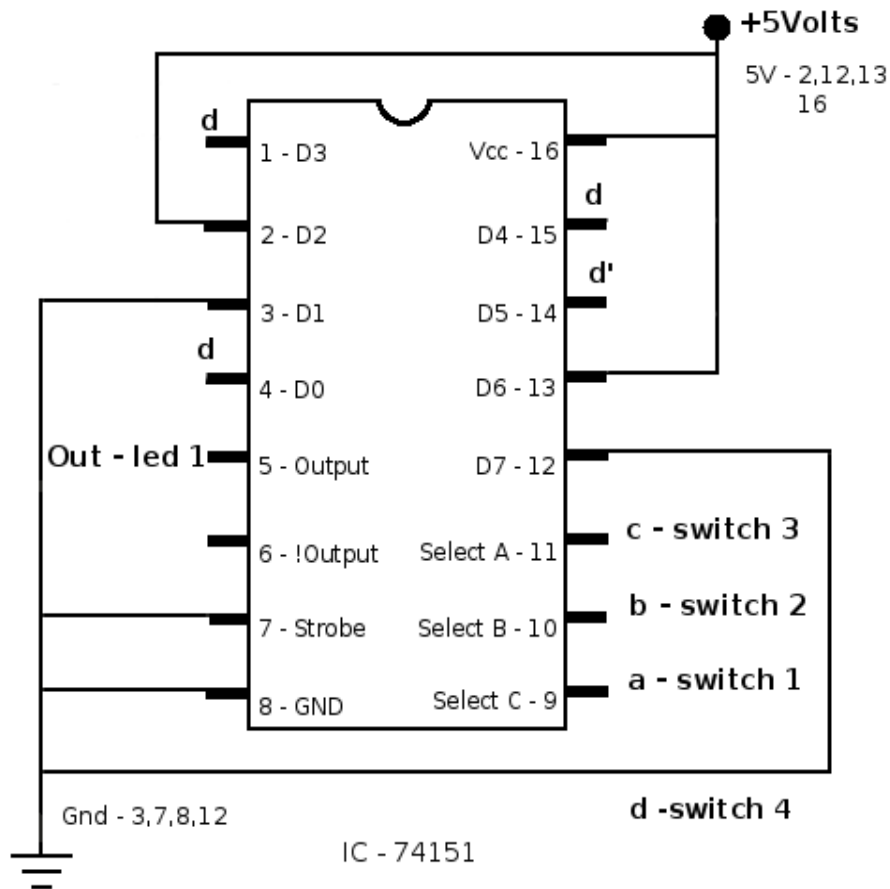 +5Volts
5V - 2,12,13
16
d
1 - D3
Vcc - 16
d
2 - D2
D4 - 15
d'
3 - D1
D5 - 14
d
4 - D0
D6 - 13
Out - led 1
5 - Output
D7 - 12
6 - !Output
Select A - 11
c - switch 3
7 - Strobe
Select B - 10
b - switch 2
8 - GND
Select C - 9
a - switch 1
Gnd - 3,7,8,12
d -switch 4
IC - 74151